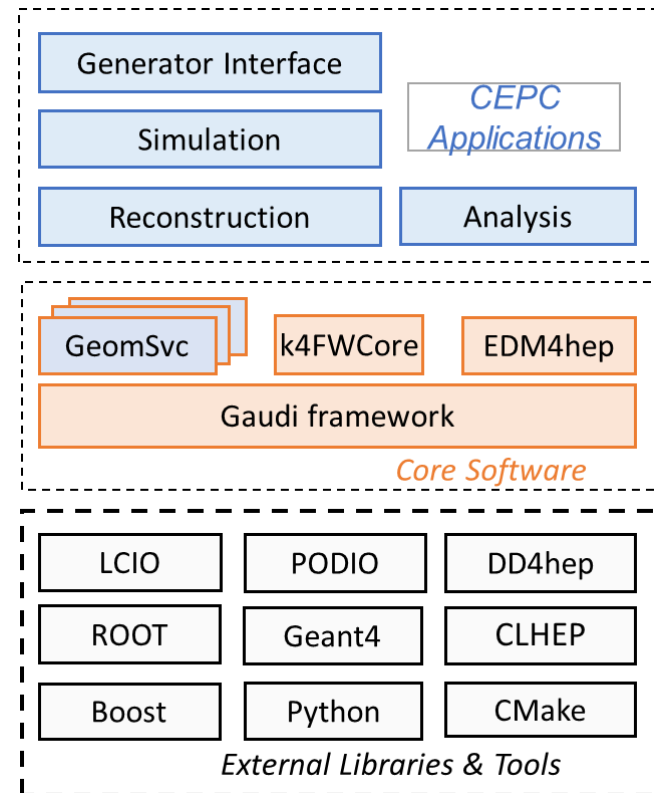 Generator Interface
CEPC
Applications
Simulation
Reconstruction
Analysis
GeomSvc
k4FWCore
EDM4hep
Gaudi framework
Core Software
LCIO
PODIO
DD4hep
ROOT
Geant4
CLHEP
Boost
Python
CMake
External Libraries & Tools